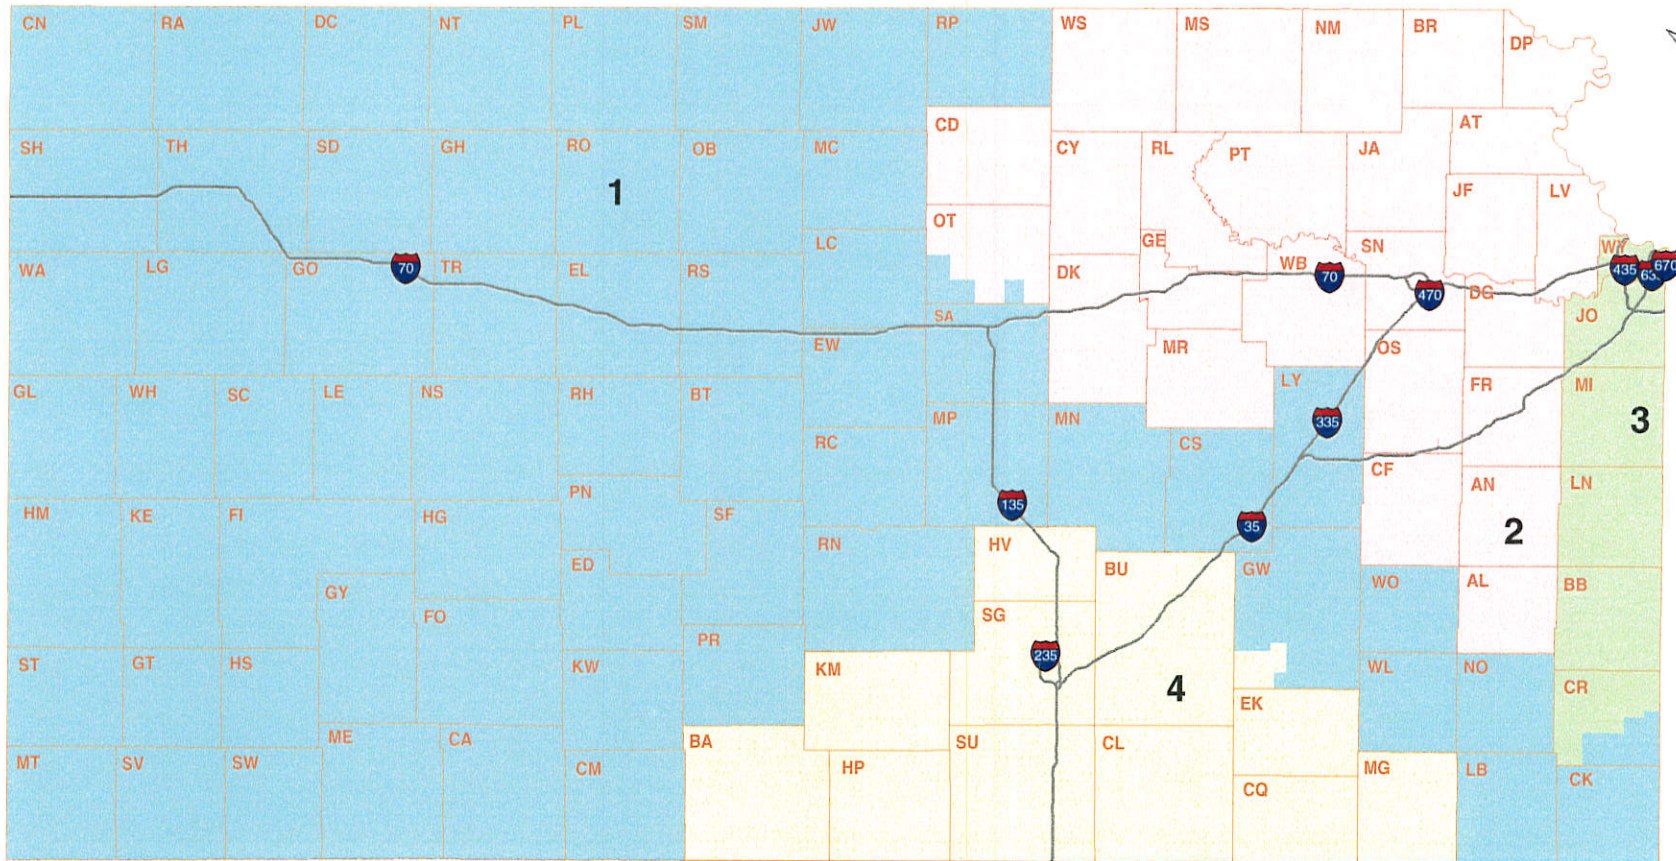 CN RA DC NT PL SM JW RP WS MS NM BR DP
CD AT
SH TH SD GH RO OB MC CY RL PT JA
1
JF LV
OT
LC GE SN WY
WA LG GO 70 TR EL RS DK WB 70 435 670
470 DG
SA JO
EW MR OS
GL WH SC LE NS RH BT LY FR MI
MP MN 335 3
RC CS
CF
PN AN LN
HM KE FI HG SF 135 35 2
RN HV
ED BU GW WO AL BB
GY
FO SG
PR 235
ST GT HS KW KM WL NO
4 CR
EK
ME CA BA SU CL
MT SV SW CM HP MG LB CK
CQ